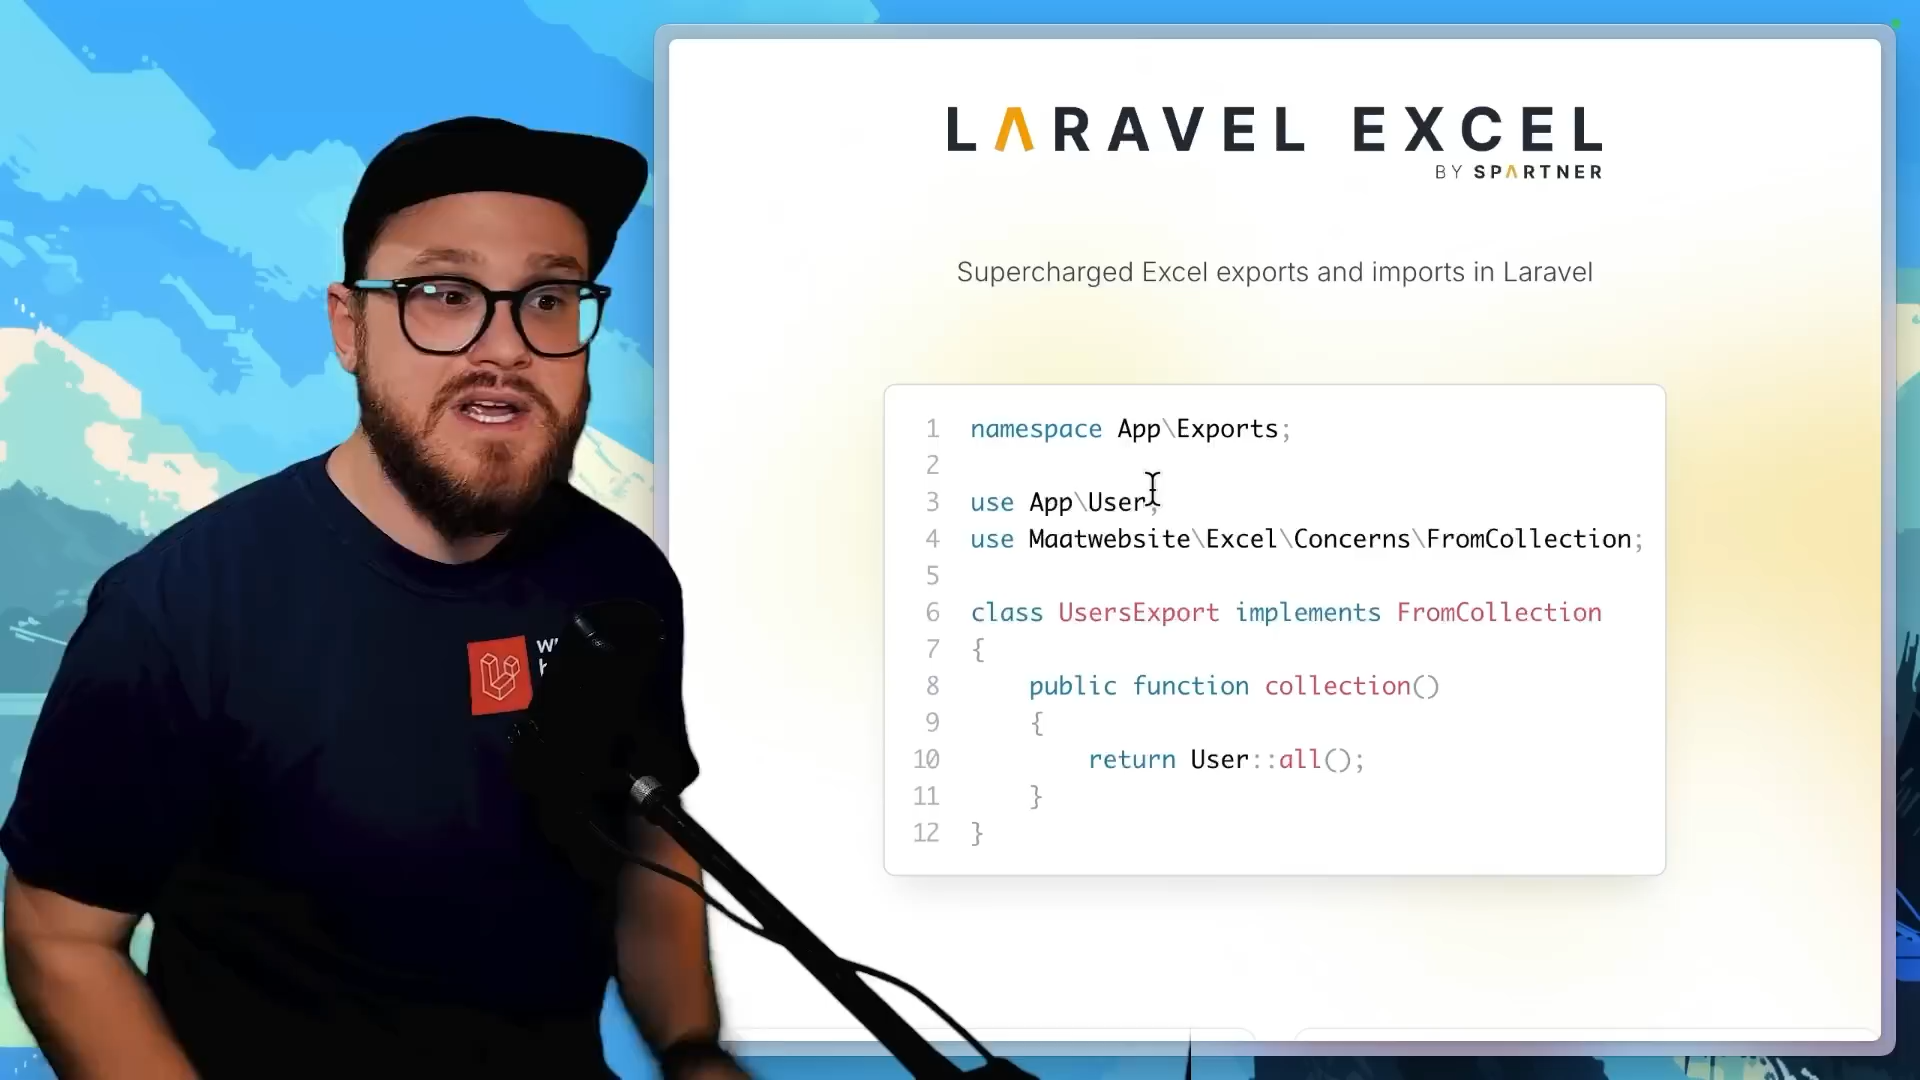 LARAVEL EXCEL
BY SPARTNER
Supercharged Excel exports and imports in Laravel
1 namespace App\Exports;
2
3 use App\User;
4 use Maatwebsite\Excel\Concerns\FromCollection;
5
6 class UsersExport implements FromCollection
7 {
8 public function collection()
9 {
10 return User::all();
11 }
12 }